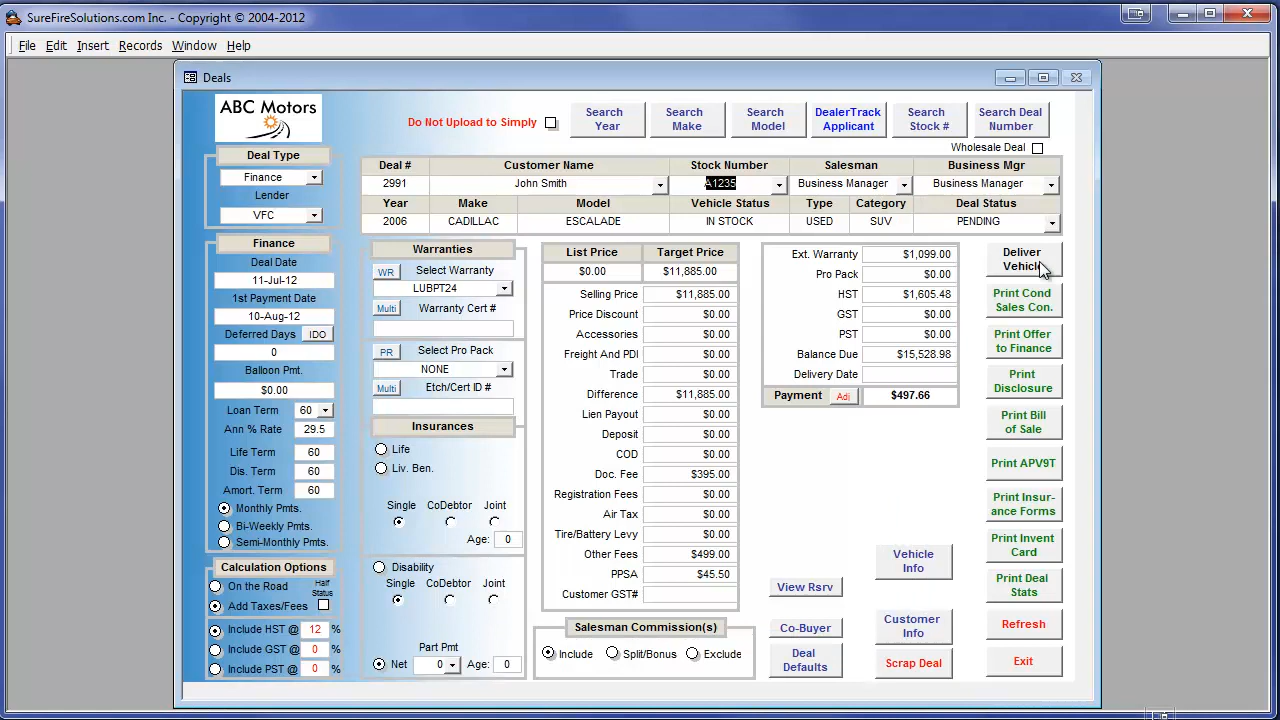 SureFireSolutions.com Inc. - Copyright © 2004-2012
File Edit Insert Records Window Help
Deals
ABC Motors
Do Not Upload to Simply
Search Year
Search Make
Search Model
DealerTrack Applicant
Search Stock #
Search Deal Number
Wholesale Deal
Deal Type
Finance
Lender
VFC
Deal # Customer Name Stock Number Salesman Business Mgr
2991 John Smith A1235 Business Manager Business Manager
Year Make Model Vehicle Status Type Category Deal Status
2006 CADILLAC ESCALADE IN STOCK USED SUV PENDING
Finance
Deal Date
11-Jul-12
1st Payment Date
10-Aug-12
Deferred Days IDO
0
Balloon Pmt.
$0.00
Loan Term 60
Ann % Rate 29.5
Life Term 60
Dis. Term 60
Amort. Term 60
Monthly Pmts.
Bi-Weekly Pmts.
Semi-Monthly Pmts.
Calculation Options
On the Road Half Status
Add Taxes/Fees
Include HST @ 12 %
Include GST @ 0 %
Include PST @ 0 %
Warranties
WR Select Warranty
LUBPT24
Multi Warranty Cert #
PR Select Pro Pack
NONE
Multi Etch/Cert ID #
Insurances
Life
Liv. Ben.
Single CoDebtor Joint
Age: 0
Disability
Single CoDebtor Joint
Part Pmt
Net 0 Age: 0
List Price Target Price
$0.00 $11,885.00
Selling Price $11,885.00
Price Discount $0.00
Accessories $0.00
Freight And PDI $0.00
Trade $0.00
Difference $11,885.00
Lien Payout $0.00
Deposit $0.00
COD $0.00
Doc. Fee $395.00
Registration Fees $0.00
Air Tax $0.00
Tire/Battery Levy $0.00
Other Fees $499.00
PPSA $45.50
Customer GST#
Salesman Commission(s)
Include Split/Bonus Exclude
Ext. Warranty $1,099.00
Pro Pack $0.00
HST $1,605.48
GST $0.00
PST $0.00
Balance Due $15,528.98
Delivery Date
Payment Adj $497.66
View Rsrv
Co-Buyer
Deal Defaults
Vehicle Info
Customer Info
Scrap Deal
Deliver Vehicle
Print Cond Sales Con.
Print Offer to Finance
Print Disclosure
Print Bill of Sale
Print APV9T
Print Insur-ance Forms
Print Invent Card
Print Deal Stats
Refresh
Exit